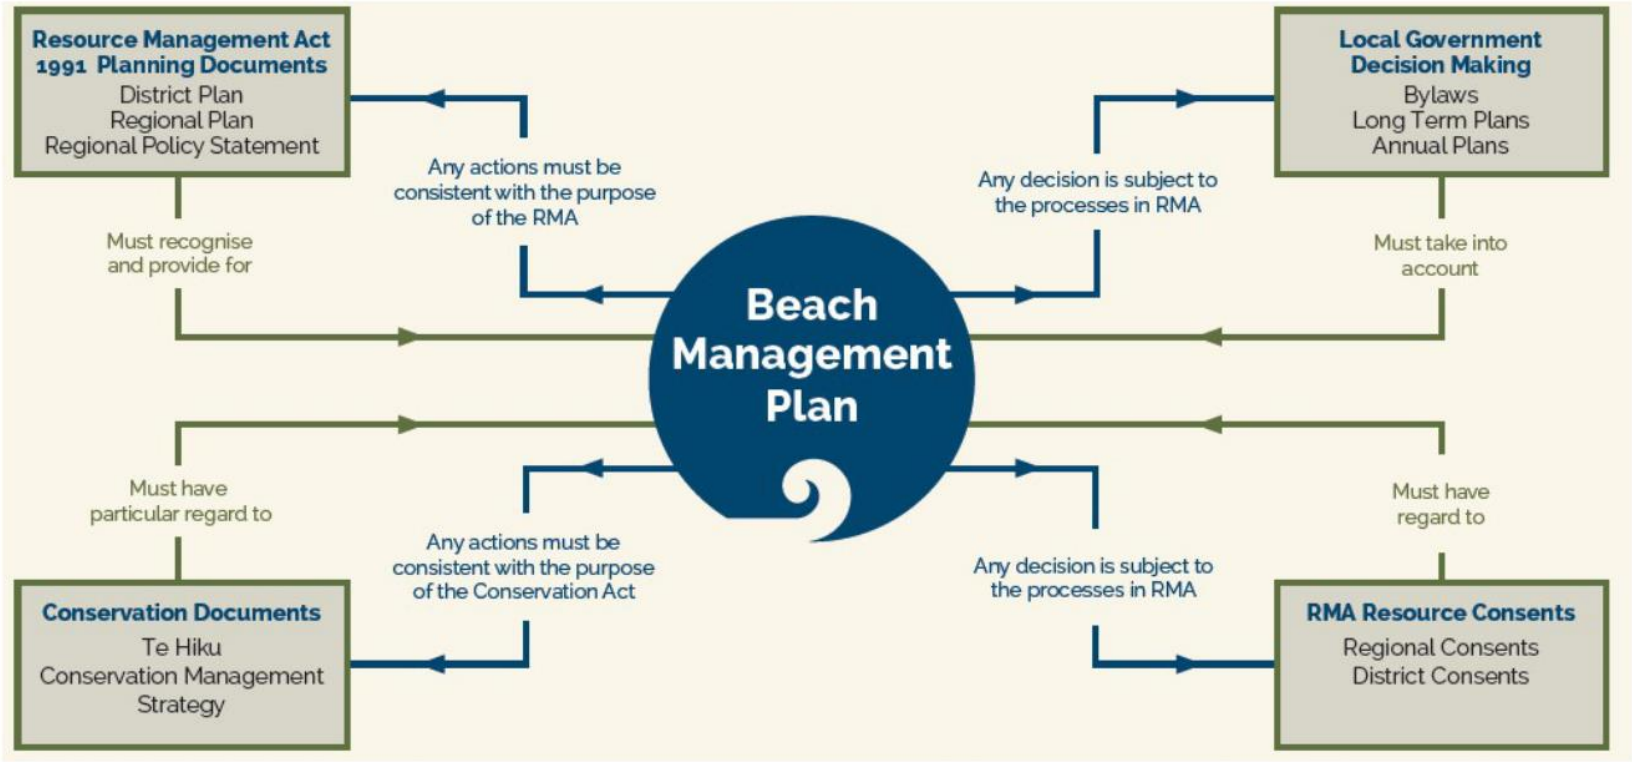 Resource Management Act
1991 Planning Documents
District Plan
Regional Plan
Regional Policy Statement
Any actions must be
consistent with the purpose
of the RMA
Any decision is subject to
the processes in RMA
Local Government
Decision Making
Bylaws
Long Term Plans
Annual Plans
Must recognise
and provide for
Must take into
account
Beach
Management
Plan
Must have
particular regard to
Any actions must be
consistent with the purpose
of the Conservation Act
Any decision is subject to
the processes in RMA
Must have
regard to
Conservation Documents
Te Hiku
Conservation Management
Strategy
RMA Resource Consents
Regional Consents
District Consents